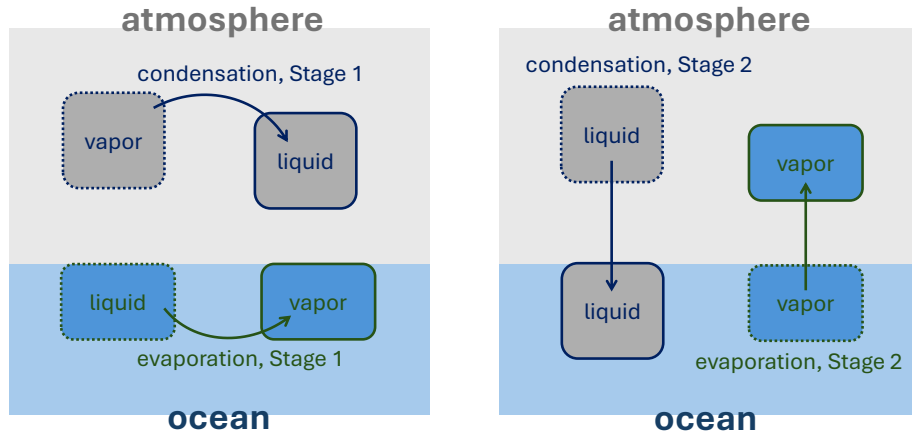 atmosphere
condensation, Stage 1
vapor
liquid
liquid
vapor
evaporation, Stage 1
ocean
atmosphere
condensation, Stage 2
liquid
vapor
liquid
vapor
evaporation, Stage 2
ocean